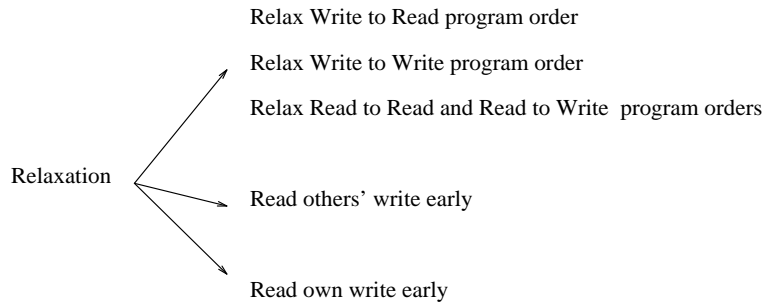 Relax Write to Read program order
Relax Write to Write program order
Relax Read to Read and Read to Write program orders
Relaxation
Read others’ write early
Read own write early